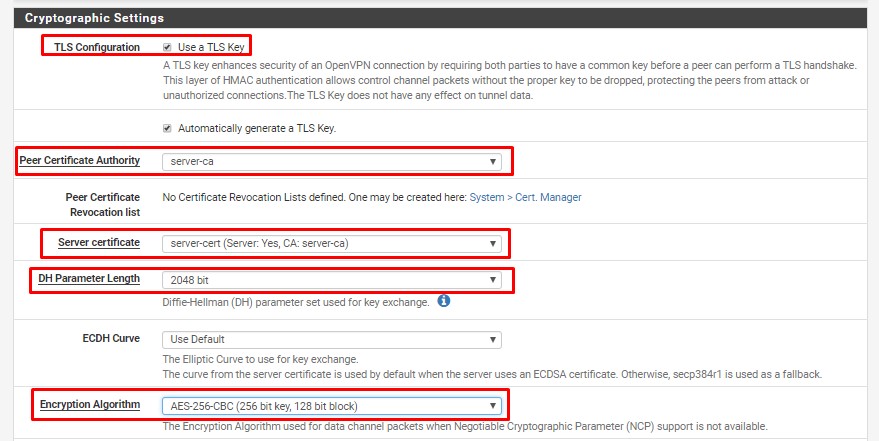 Cryptographic Settings
TLS Configuration Use a TLS Key
A TLS key enhances security of an OpenVPN connection by requiring both parties to have a common key before a peer can perform a TLS handshake.
This layer of HMAC authentication allows control channel packets without the proper key to be dropped, protecting the peers from attack or
unauthorized connections.The TLS Key does not have any effect on tunnel data.
Automatically generate a TLS Key.
Peer Certificate Authority server-ca
Peer Certificate No Certificate Revocation Lists defined. One may be created here: System > Cert. Manager
Revocation list
Server certificate server-cert (Server: Yes, CA: server-ca)
DH Parameter Length 2048 bit
Diffie-Hellman (DH) parameter set used for key exchange.
ECDH Curve Use Default
The Elliptic Curve to use for key exchange.
The curve from the server certificate is used by default when the server uses an ECDSA certificate. Otherwise, secp384r1 is used as a fallback.
Encryption Algorithm AES-256-CBC (256 bit key, 128 bit block)
The Encryption Algorithm used for data channel packets when Negotiable Cryptographic Parameter (NCP) support is not available.